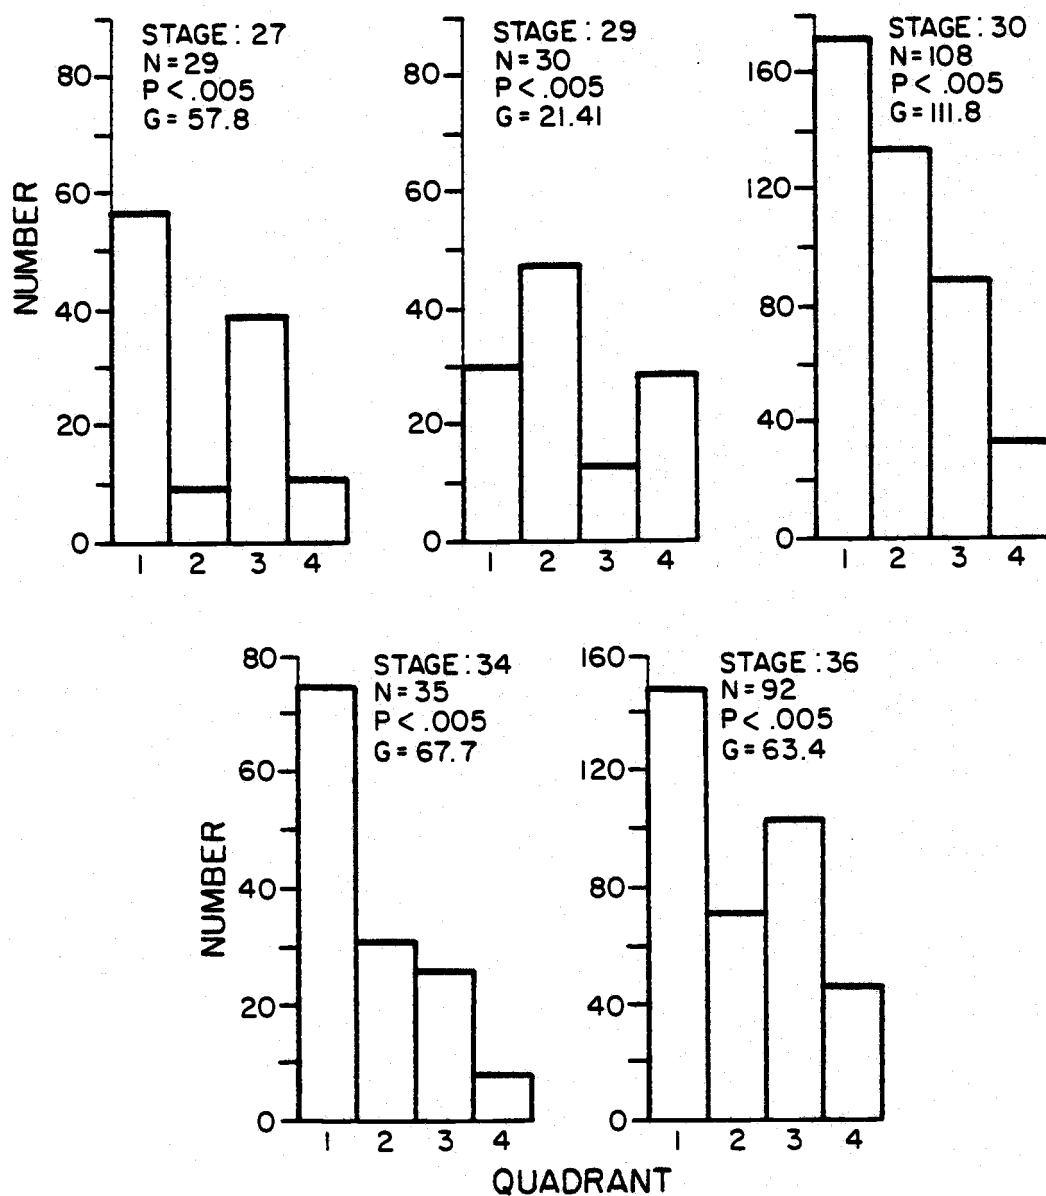 STAGE: 27
N=29
P<.005
G=57.8
80
60
40
20
0
NUMBER
1 2 3 4
STAGE: 29
N=30
P<.005
G=21.41
80
60
40
20
0
1 2 3 4
STAGE: 30
N=108
P<.005
G=111.8
160
120
80
40
0
1 2 3 4
STAGE: 34
N=35
P<.005
G=67.7
80
60
40
20
0
NUMBER
1 2 3 4
STAGE: 36
N=92
P<.005
G=63.4
160
120
80
40
0
1 2 3 4
QUADRANT